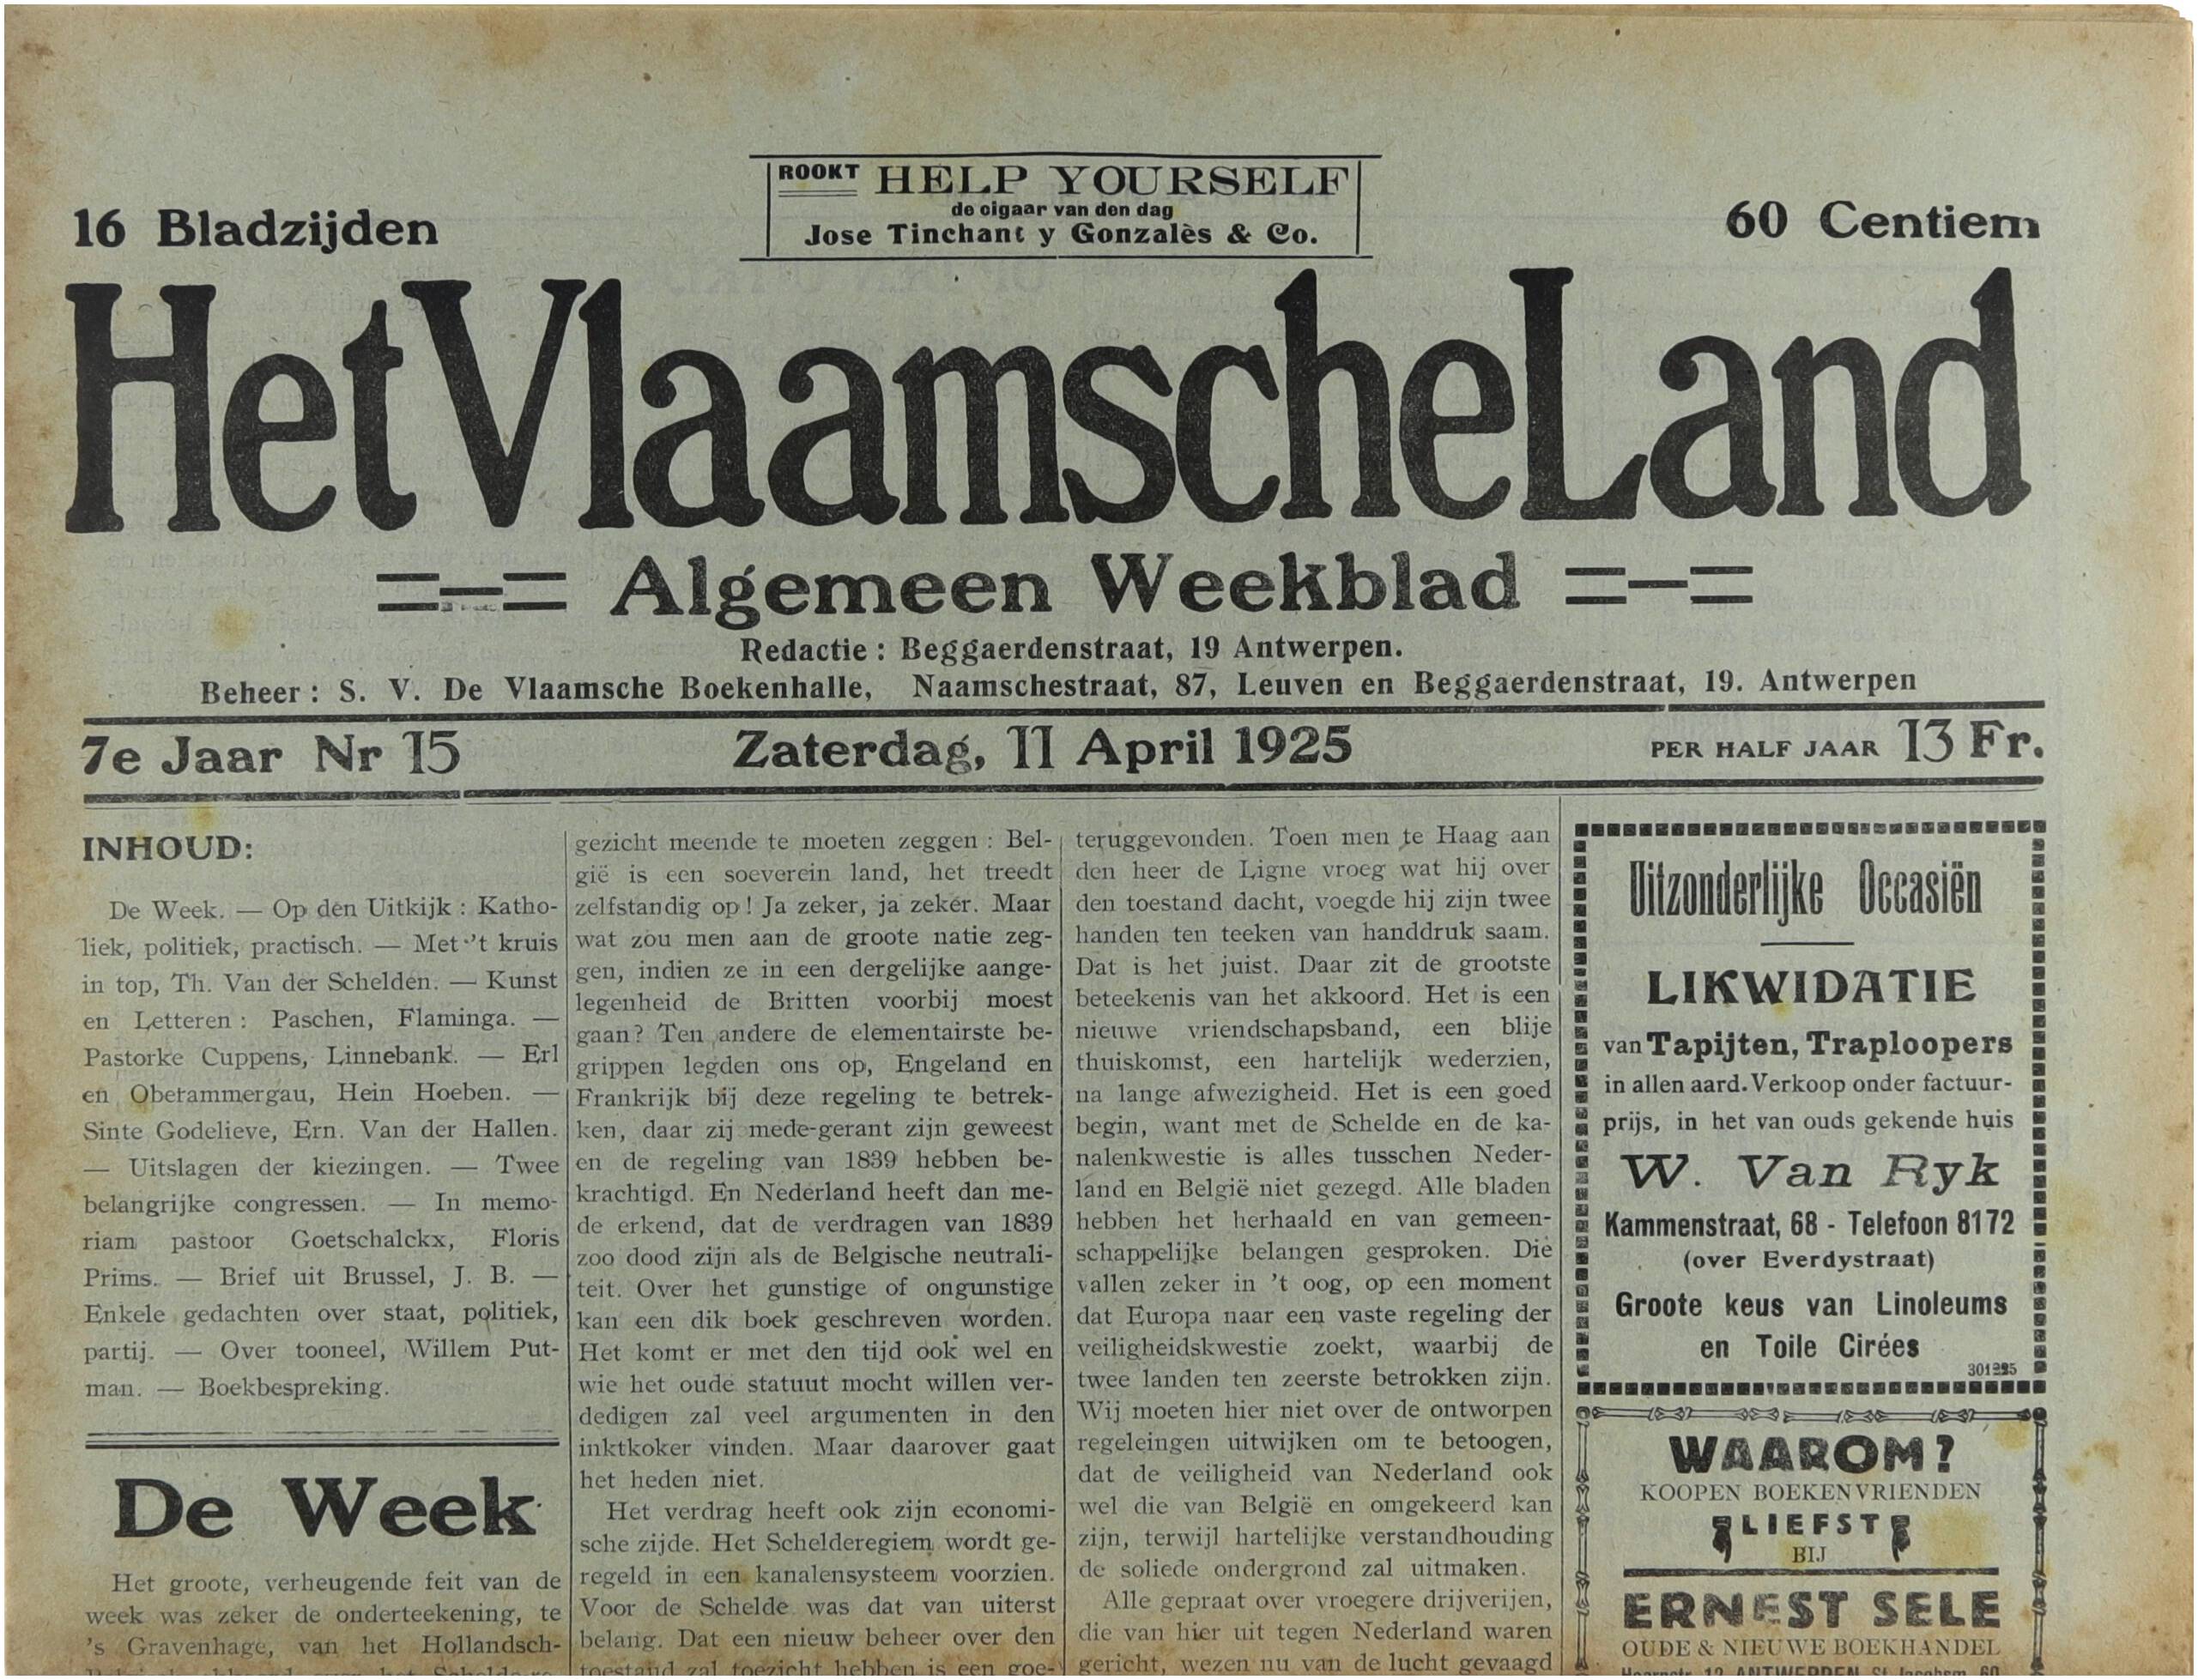 ROOKT HELP YOURSELF
de cigaar van den dag
Jose Tinchant y Gonzalès & Co.
16 Bladzijden
60 Centiem
Het Vlaamsche Land
Algemeen Weekblad
Redactie : Beggaerdenstraat, 19 Antwerpen.
Beheer : S. V. De Vlaamsche Boekenhalle, Naamschestraat, 87, Leuven en Beggaerdenstraat, 19. Antwerpen
7e Jaar Nr 15
Zaterdag, 11 April 1925
PER HALF JAAR 13 Fr.
INHOUD:
De Week. — Op den Uitkijk : Katho-
liek, politiek, practisch. — Met 't kruis
in top, Th. Van der Schelden. — Kunst
en Letteren : Paschen, Flaminga. —
Pastorke Cuppens, Linnebank. — Erl
en Oberammergau, Hein Hoeben. —
Sinte Godelieve, Ern. Van der Hallen.
— Uitslagen der kiezingen. — Twee
belangrijke congressen. — In memo-
riam pastoor Goetschalckx, Floris
Prims. — Brief uit Brussel, J. B. —
Enkele gedachten over staat, politiek,
partij. — Over tooneel, Willem Put-
man. — Boekbespreking.
De Week
Het groote, verheugende feit van de
week was zeker de onderteekening, te
's Gravenhage, van het Hollandsch-
gezicht meende te moeten zeggen : Bel-
gië is een soeverein land, het treedt
zelfstandig op! Ja zeker, ja zekér. Maar
wat zou men aan de groote natie zeg-
gen, indien ze in een dergelijke aange-
legenheid de Britten voorbij moest
gaan? Ten andere de elementairste be-
grippen legden ons op, Engeland en
Frankrijk bij deze regeling te betrek-
ken, daar zij mede-gerant zijn geweest
en de regeling van 1839 hebben be-
krachtigd. En Nederland heeft dan me-
de erkend, dat de verdragen van 1839
zoo dood zijn als de Belgische neutrali-
teit. Over het gunstige of ongunstige
kan een dik boek geschreven worden.
Het komt er met den tijd ook wel en
wie het oude statuut mocht willen ver-
dedigen zal veel argumenten in den
inktkoker vinden. Maar daarover gaat
het heden niet.
Het verdrag heeft ook zijn economi-
sche zijde. Het Schelderegiem wordt ge-
regeld in een kanalensysteem voorzien.
Voor de Schelde was dat van uiterst
belang. Dat een nieuw beheer over den
toestand zal toezicht hebben is een goe-
teruggevonden. Toen men te Haag aan
den heer de Ligne vroeg wat hij over
den toestand dacht, voegde hij zijn twee
handen ten teeken van handdruk saam.
Dat is het juist. Daar zit de grootste
beteekenis van het akkoord. Het is een
nieuwe vriendschapsband, een blije
thuiskomst, een hartelijk wederzien,
na lange afwezigheid. Het is een goed
begin, want met de Schelde en de ka-
nalenkwestie is alles tusschen Neder-
land en België niet gezegd. Alle bladen
hebben het herhaald en van gemeen-
schappelijke belangen gesproken. Die
vallen zeker in 't oog, op een moment
dat Europa naar een vaste regeling der
veiligheidskwestie zoekt, waarbij de
twee landen ten zeerste betrokken zijn.
Wij moeten hier niet over de ontworpen
regeleingen uitwijken om te betoogen,
dat de veiligheid van Nederland ook
wel die van België en omgekeerd kan
zijn, terwijl hartelijke verstandhouding
de soliede ondergrond zal uitmaken.
Alle gepraat over vroegere drijverijen,
die van hier uit tegen Nederland waren
gericht, wezen nu van de lucht gevaagd
Uitzonderlijke Occasiën
LIKWIDATIE
van Tapijten, Traploopers
in allen aard. Verkoop onder factuur-
prijs, in het van ouds gekende huis
W. Van Ryk
Kammenstraat, 68 - Telefoon 8172
(over Everdystraat)
Groote keus van Linoleums
en Toile Cirées
WAAROM?
KOOPEN BOEKENVRIENDEN
LIEFST
BIJ
ERNEST SELE
OUDE & NIEUWE BOEKHANDEL
12 ANTWERPEN